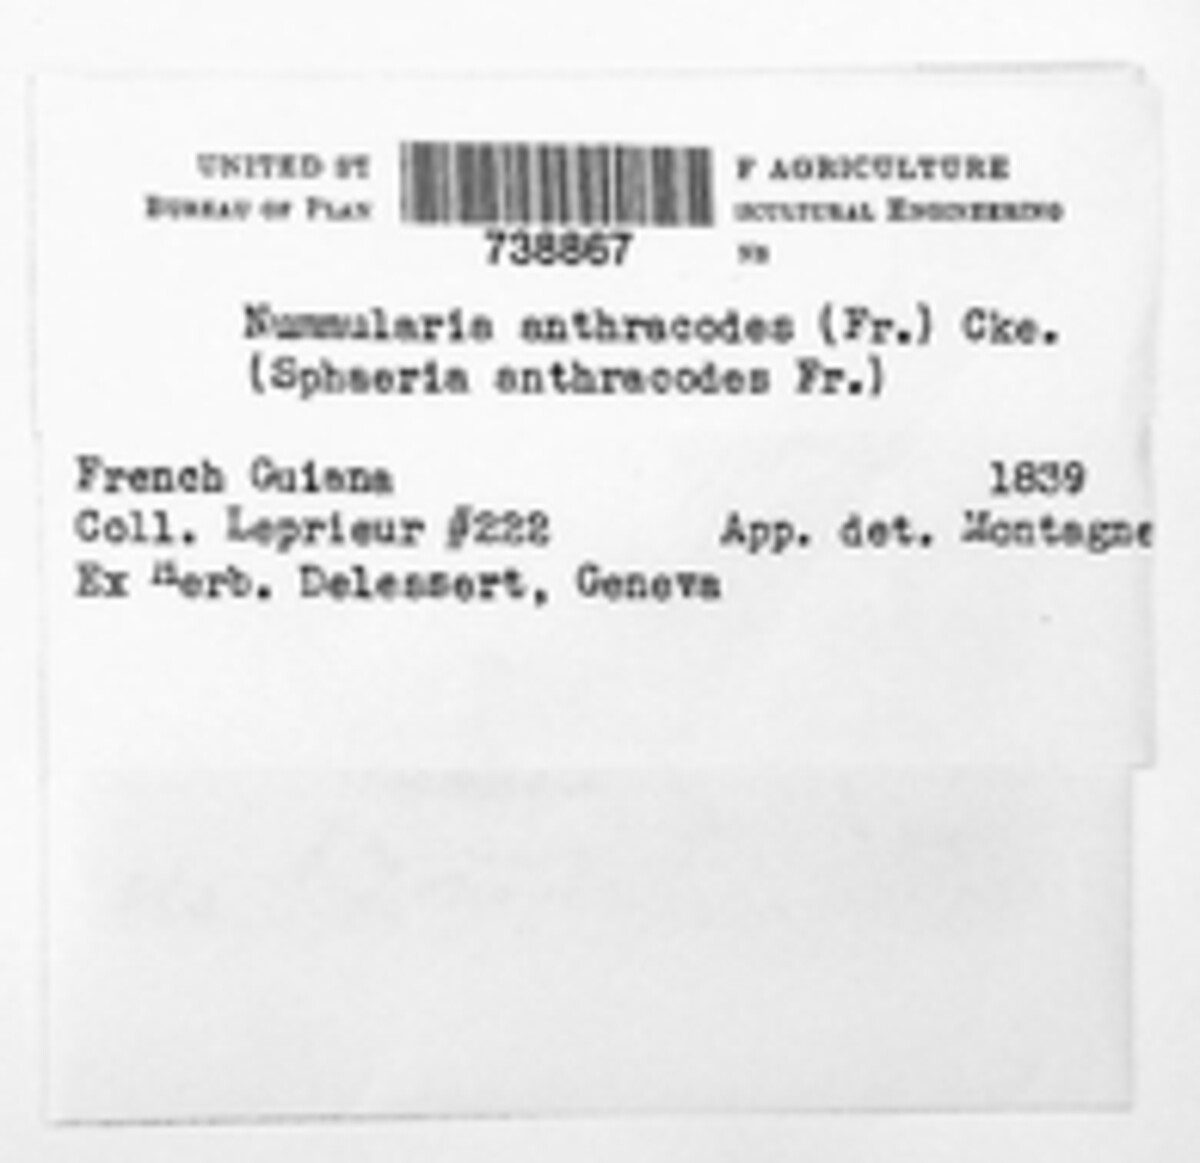 UNITED ST F AGRICULTURE
BUREAU OF PLAN ICULTURAL ENGINEERING
738867 NS
Nummularia anthracodes (Fr.) Cke.
(Sphaeria anthracodes Fr.)
French Guiana 1839
Coll. Leprieur #222 App. det. Montagne
Ex Herb. Delessert, Geneva